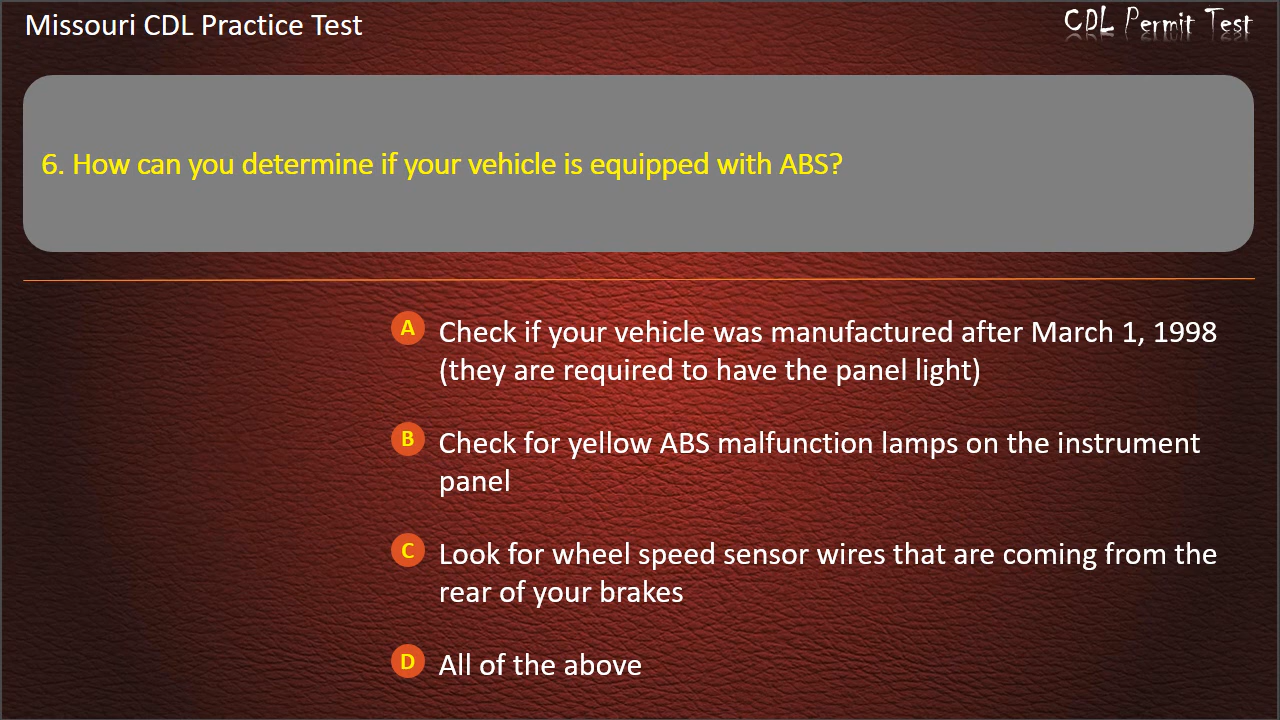 Missouri CDL Practice Test
CDL Permit Test
6. How can you determine if your vehicle is equipped with ABS?
A Check if your vehicle was manufactured after March 1, 1998
(they are required to have the panel light)
B Check for yellow ABS malfunction lamps on the instrument
panel
C Look for wheel speed sensor wires that are coming from the
rear of your brakes
D All of the above